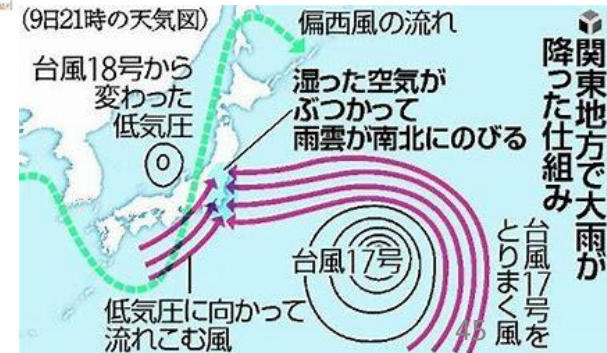 関東地方で大雨が
降った仕組み
(9日21時の天気図)
偏西風の流れ
台風18号から
変わった
低気圧
湿った空気が
ぶつかって
雨雲が南北にのびる
台風17号
台風17号を
とりまく風
低気圧に向かって
流れこむ風
45